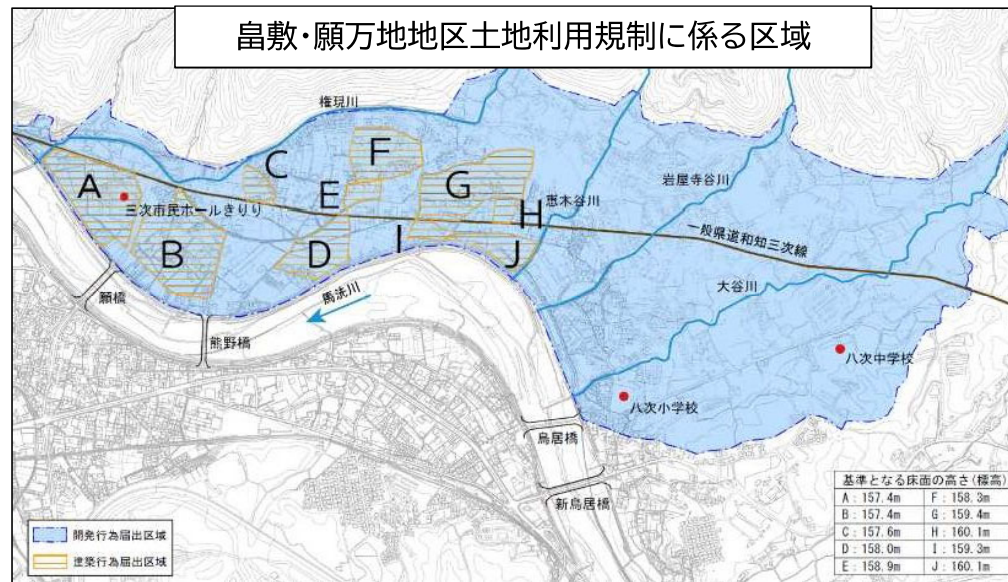 畠敷・願万地地区土地利用規制に係る区域
権現川
C
F
A
E
G
岩屋寺谷川
恵木谷川
三次市民ホールきりり
H
一般県道和知三次線
B
D
I
J
大谷川
馬洗川
願橋
熊野橋
八次中学校
八次小学校
鳥居橋
新鳥居橋
基準となる床面の高さ(標高)
A : 157.4m F : 158.3m
B : 157.4m G : 159.4m
C : 157.6m H : 160.1m
D : 158.0m I : 159.3m
E : 158.9m J : 160.1m
開発行為届出区域
建築行為届出区域